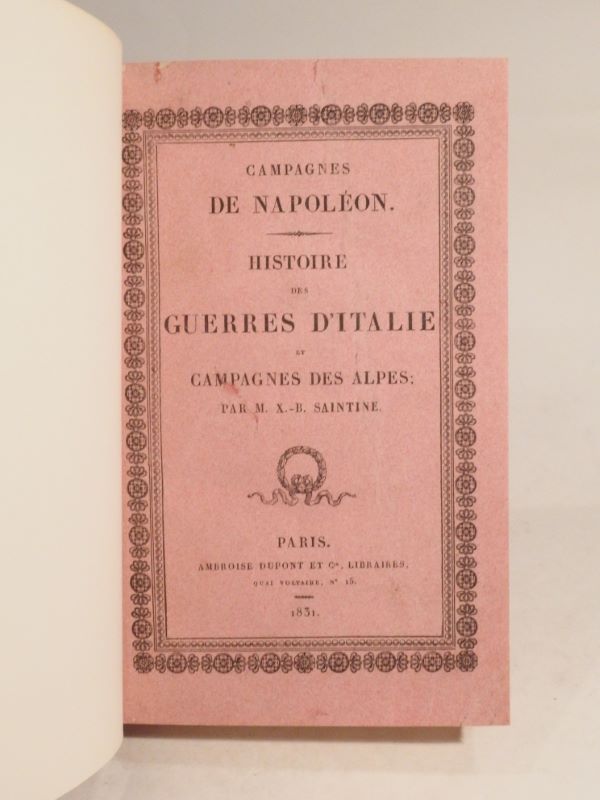 CAMPAGNES
DE NAPOLÉON.
HISTOIRE
DES
GUERRES D'ITALIE
ET
CAMPAGNES DES ALPES;
PAR M. X.-B. SAINTINE.
PARIS.
AMBROISE DUPONT ET Cie, LIBRAIRES,
QUAI VOLTAIRE, N° 15.
1831.